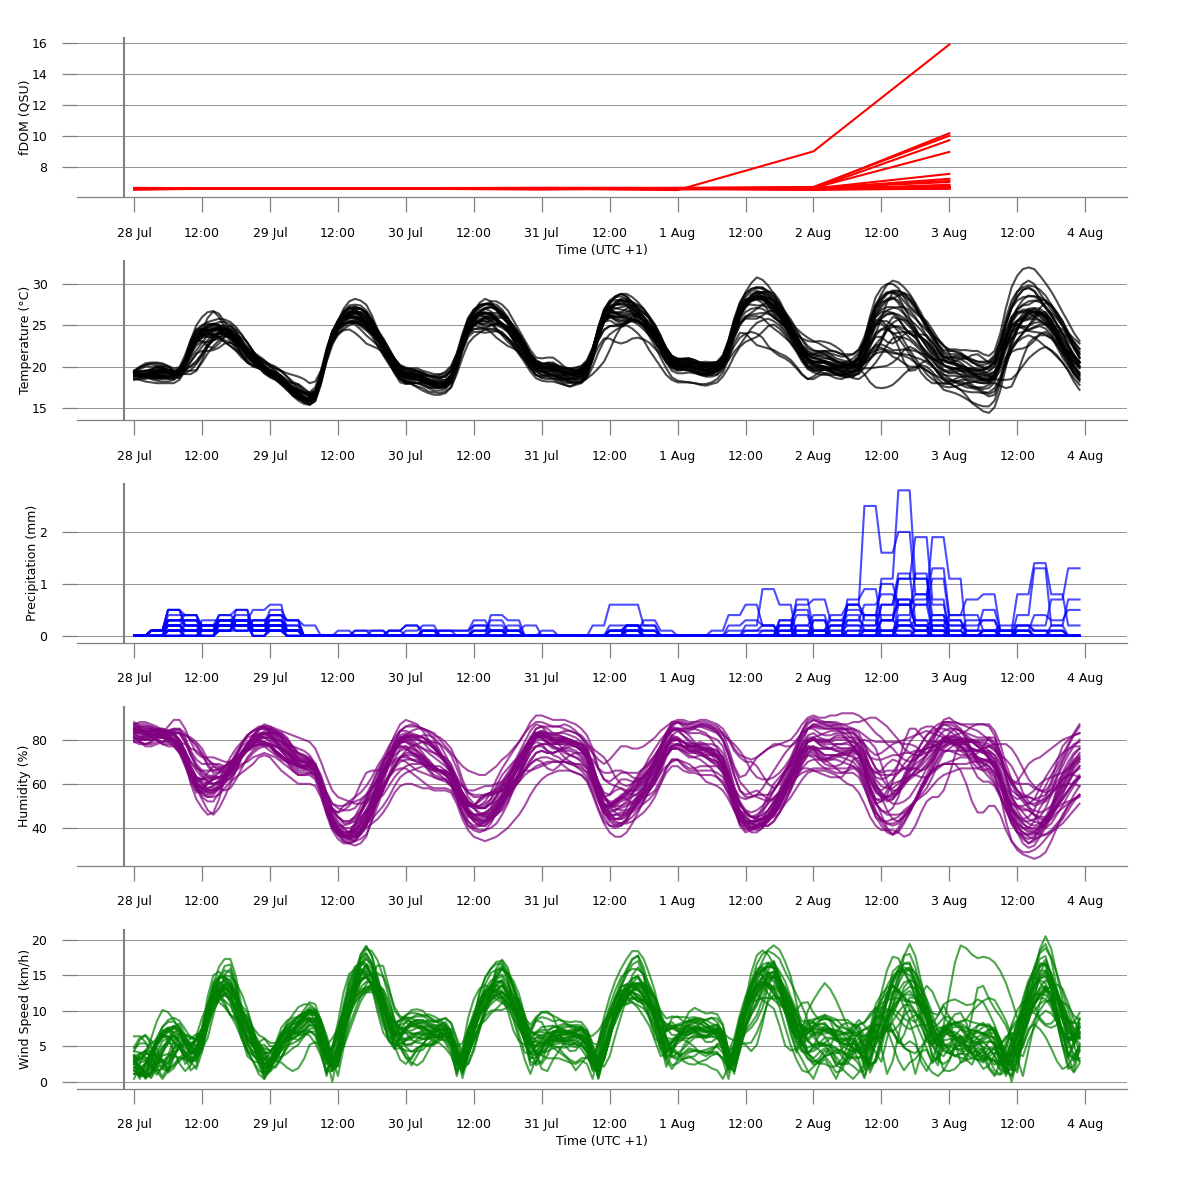 16
14
12
10
8
fDOM (QSU)
28 Jul 12:00 29 Jul 12:00 30 Jul 12:00 31 Jul 12:00 1 Aug 12:00 2 Aug 12:00 3 Aug 12:00 4 Aug
Time (UTC +1)
30
25
20
15
Temperature (°C)
28 Jul 12:00 29 Jul 12:00 30 Jul 12:00 31 Jul 12:00 1 Aug 12:00 2 Aug 12:00 3 Aug 12:00 4 Aug
2
1
0
Precipitation (mm)
28 Jul 12:00 29 Jul 12:00 30 Jul 12:00 31 Jul 12:00 1 Aug 12:00 2 Aug 12:00 3 Aug 12:00 4 Aug
80
60
40
Humidity (%)
28 Jul 12:00 29 Jul 12:00 30 Jul 12:00 31 Jul 12:00 1 Aug 12:00 2 Aug 12:00 3 Aug 12:00 4 Aug
20
15
10
5
0
Wind Speed (km/h)
28 Jul 12:00 29 Jul 12:00 30 Jul 12:00 31 Jul 12:00 1 Aug 12:00 2 Aug 12:00 3 Aug 12:00 4 Aug
Time (UTC +1)